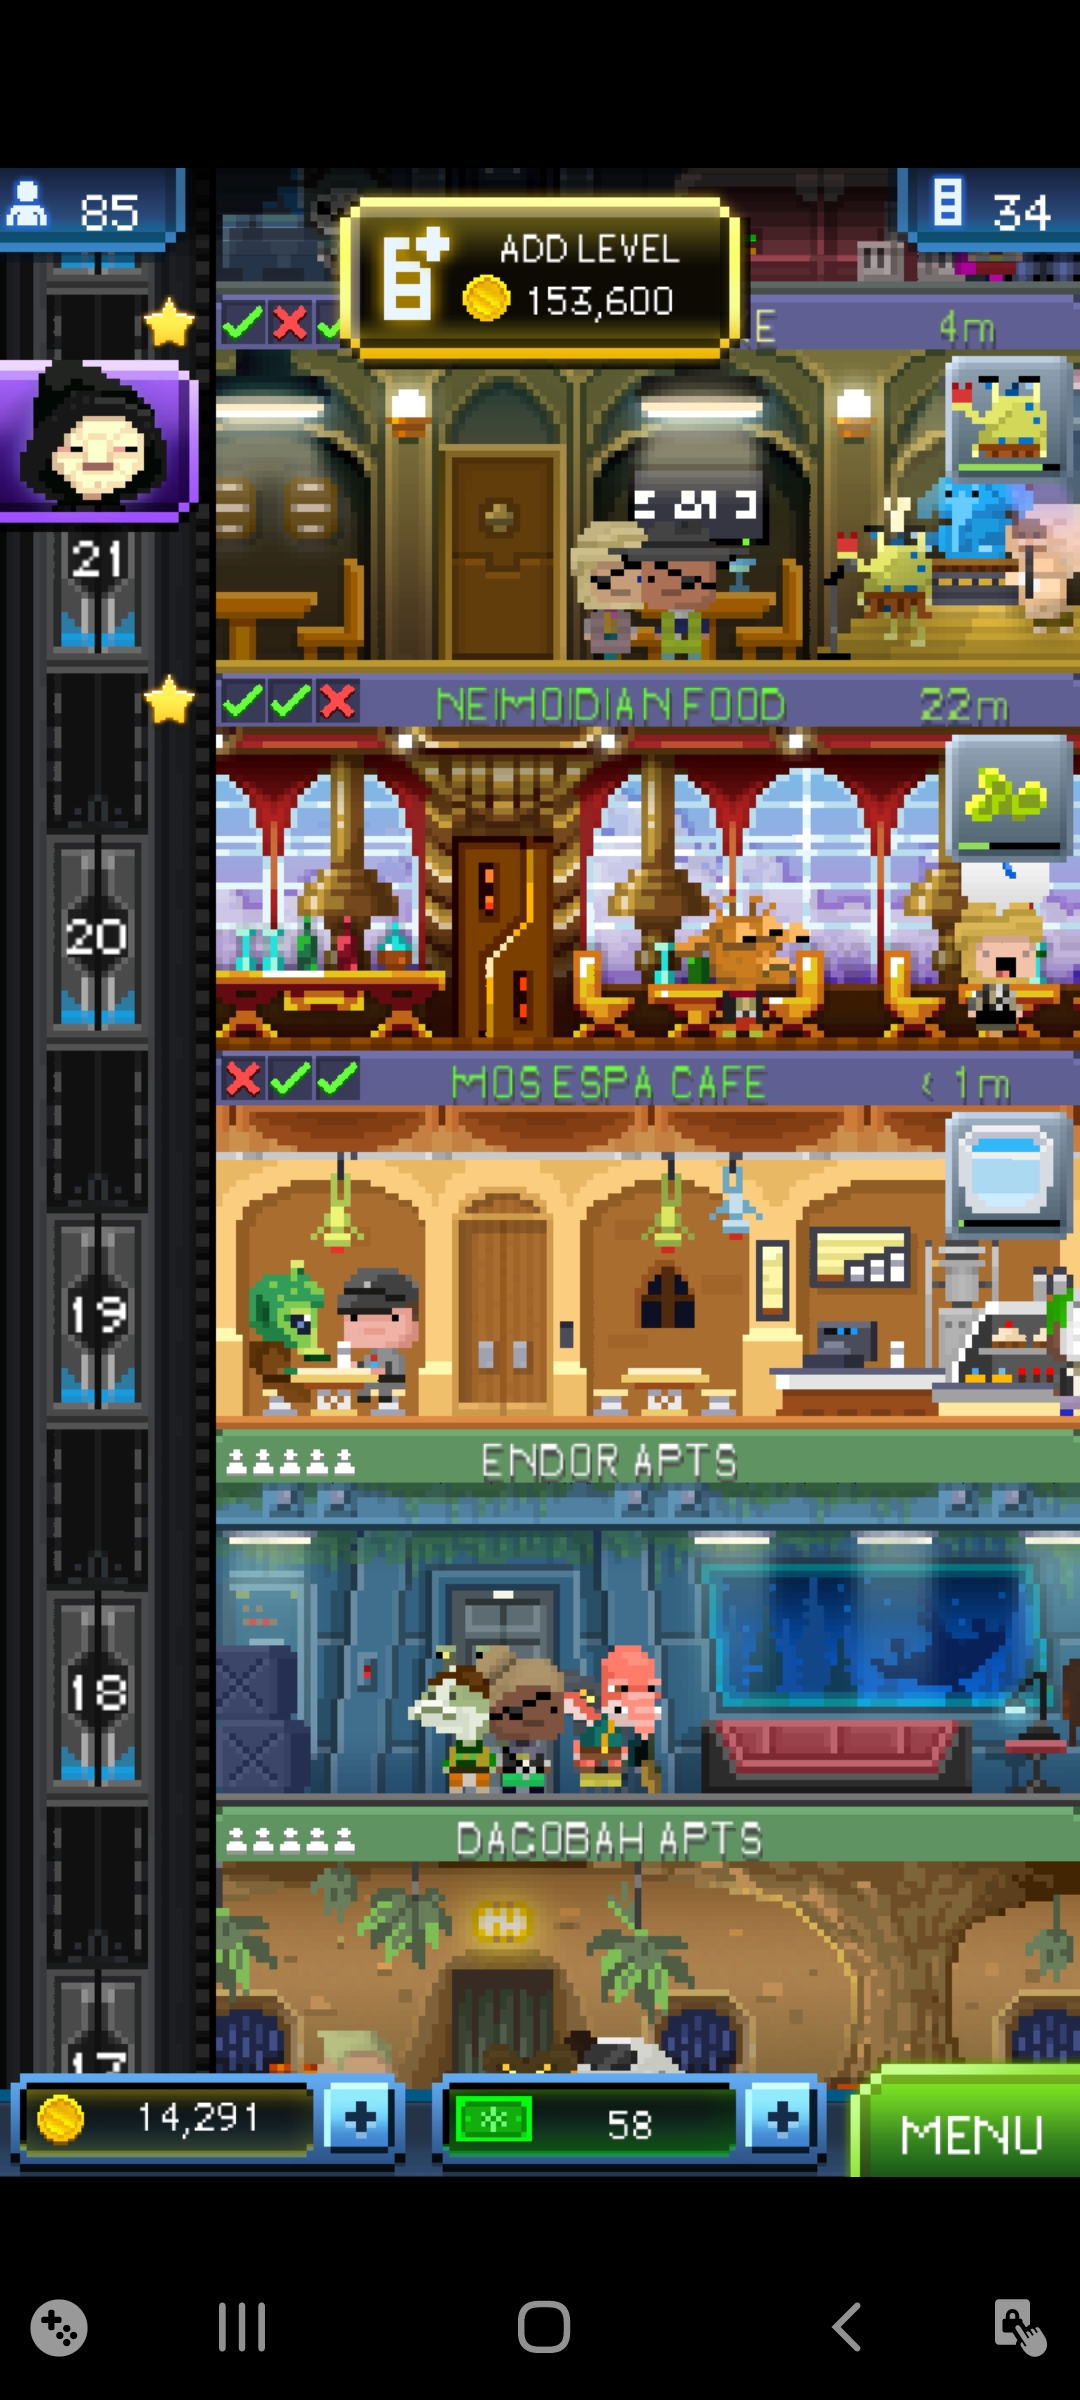 85
34
ADD LEVEL
153,600
E
4m
21
NEIMOIDIAN FOOD
22m
20
MOS ESPA CAFE
< 1m
19
ENDOR APTS
18
DAGOBAH APTS
17
14,291
58
MENU